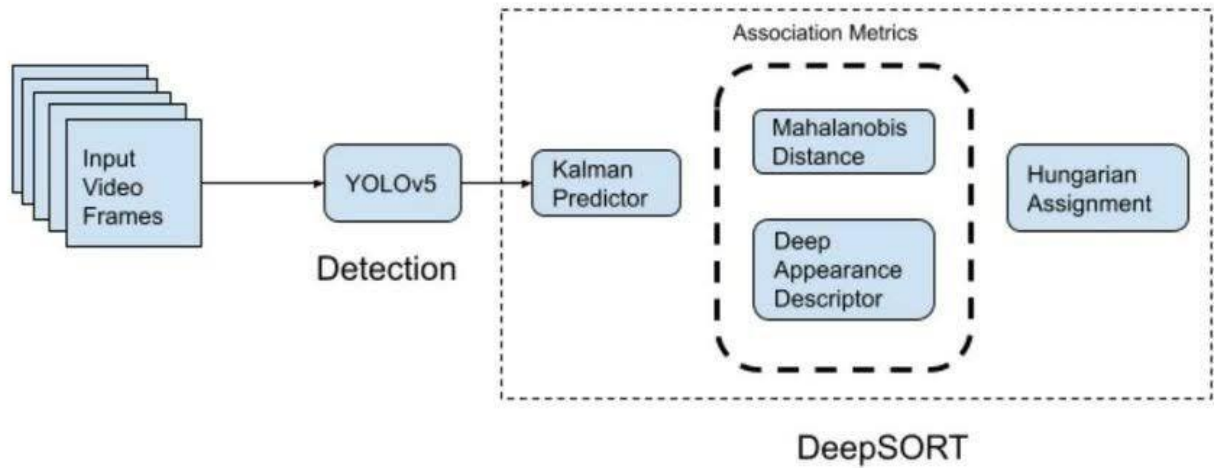 Association Metrics
Input
Video
Frames
YOLOv5
Detection
Kalman
Predictor
Mahalanobis
Distance
Deep
Appearance
Descriptor
Hungarian
Assignment
DeepSORT